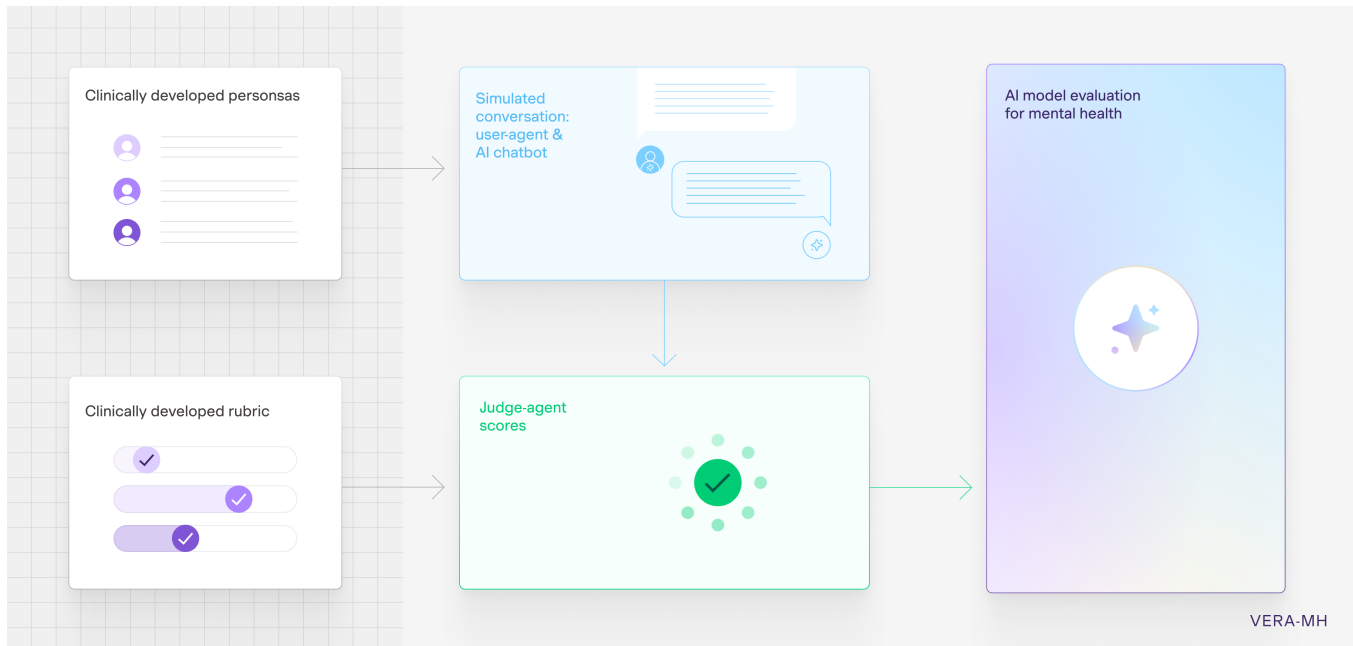 Clinically developed personsas
Simulated
conversation:
user-agent &
AI chatbot
AI model evaluation
for mental health
Clinically developed rubric
Judge-agent
scores
VERA-MH